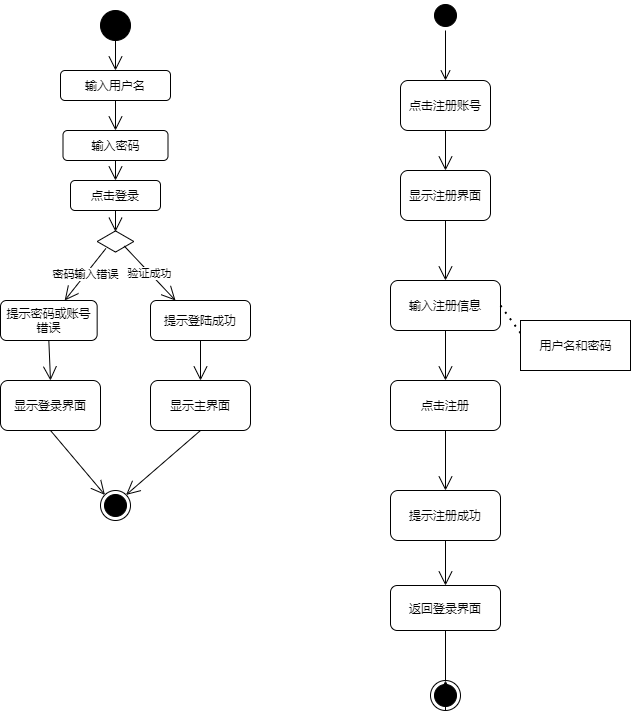 输入用户名
输入密码
点击登录
密码输入错误
验证成功
提示密码或账号
错误
提示登陆成功
显示登录界面
显示主界面
点击注册账号
显示注册界面
输入注册信息
用户名和密码
点击注册
提示注册成功
返回登录界面